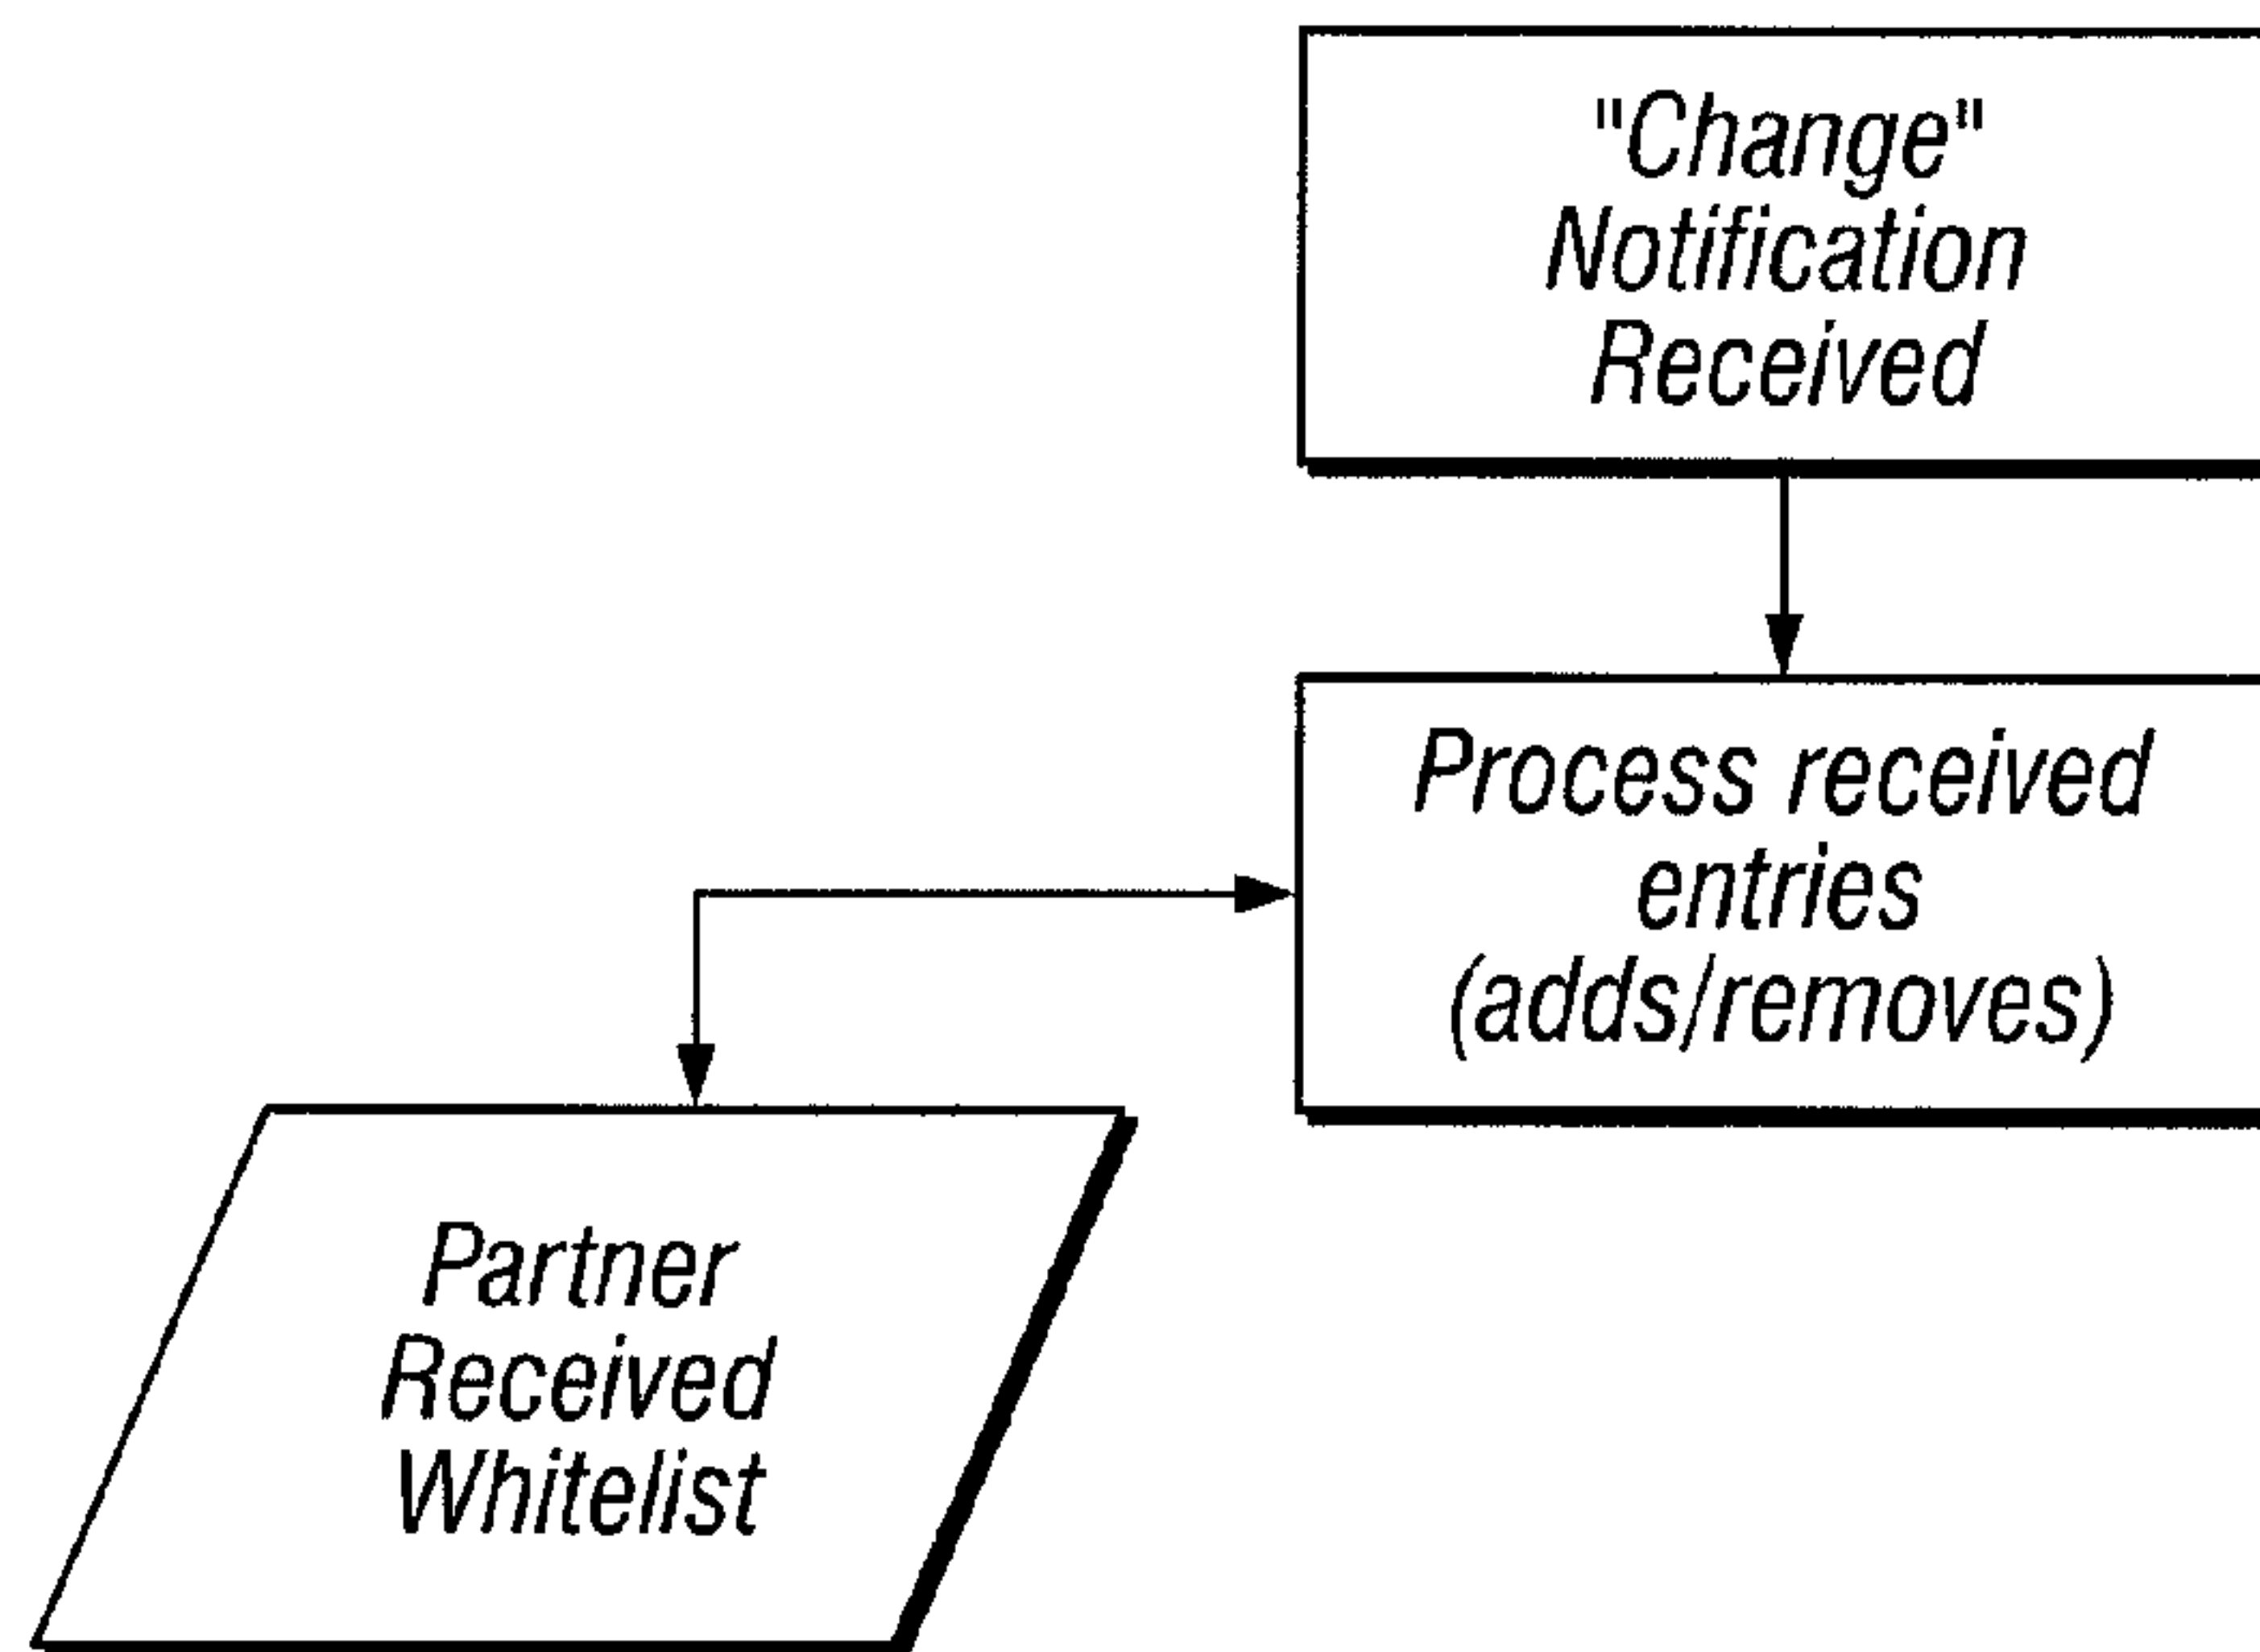 "Change"
Notification
Received
Process received
entries
(adds/removes)
Partner
Received
Whitelist